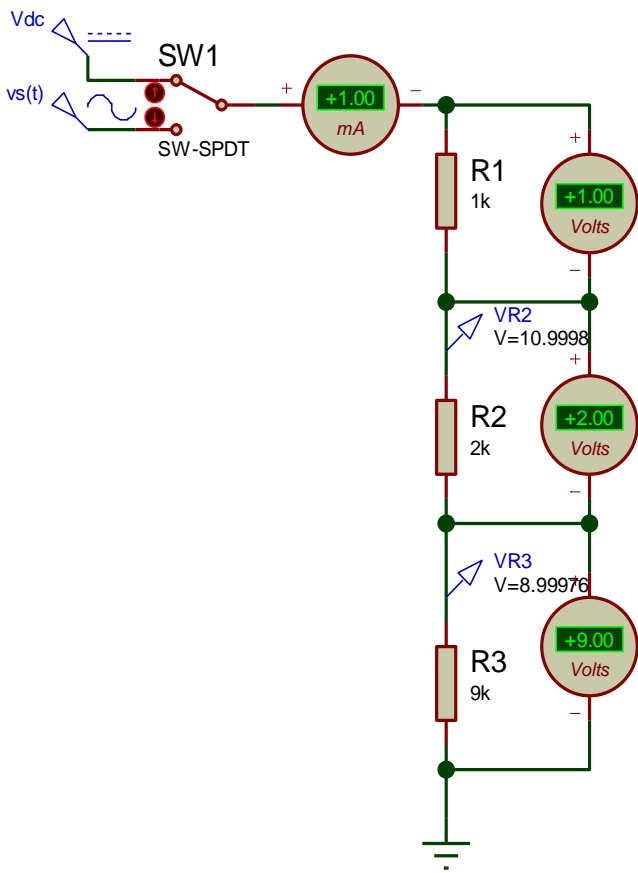 Vdc
SW1
vs(t)
SW-SPDT
+
+1.00
mA
−
R1
1k
+
+1.00
Volts
−
VR2
V=10.9998
R2
2k
+
+2.00
Volts
−
VR3
V=8.99976
R3
9k
+
+9.00
Volts
−